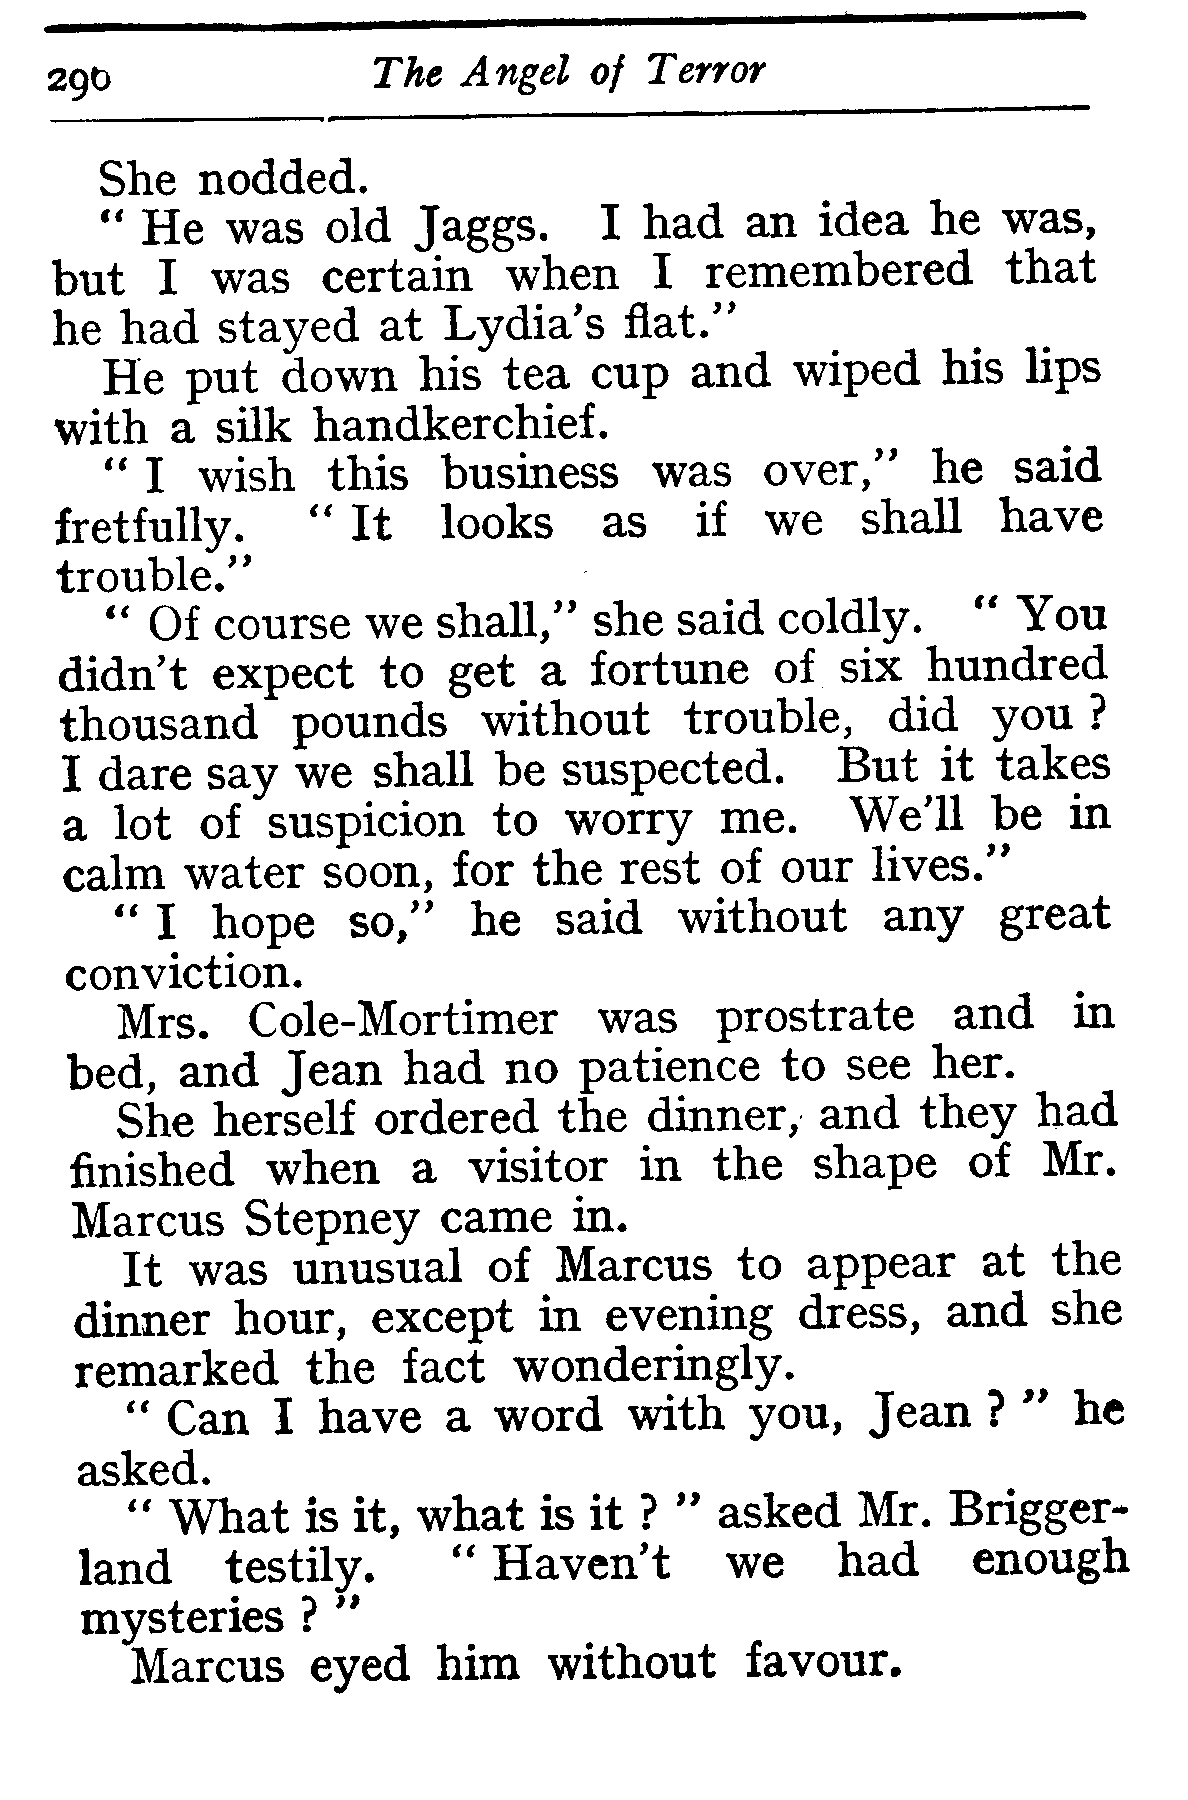 290 The Angel of Terror
She nodded.
“ He was old Jaggs. I had an idea he was,
but I was certain when I remembered that
he had stayed at Lydia’s flat.”
He put down his tea cup and wiped his lips
with a silk handkerchief.
“ I wish this business was over,” he said
fretfully. “ It looks as if we shall have
trouble.”
“ Of course we shall,” she said coldly. “ You
didn’t expect to get a fortune of six hundred
thousand pounds without trouble, did you ?
I dare say we shall be suspected. But it takes
a lot of suspicion to worry me. We’ll be in
calm water soon, for the rest of our lives.”
“ I hope so,” he said without any great
conviction.
Mrs. Cole-Mortimer was prostrate and in
bed, and Jean had no patience to see her.
She herself ordered the dinner, and they had
finished when a visitor in the shape of Mr.
Marcus Stepney came in.
It was unusual of Marcus to appear at the
dinner hour, except in evening dress, and she
remarked the fact wonderingly.
“ Can I have a word with you, Jean ? ” he
asked.
“ What is it, what is it ? ” asked Mr. Brigger-
land testily. “ Haven’t we had enough
mysteries ? ”
Marcus eyed him without favour.